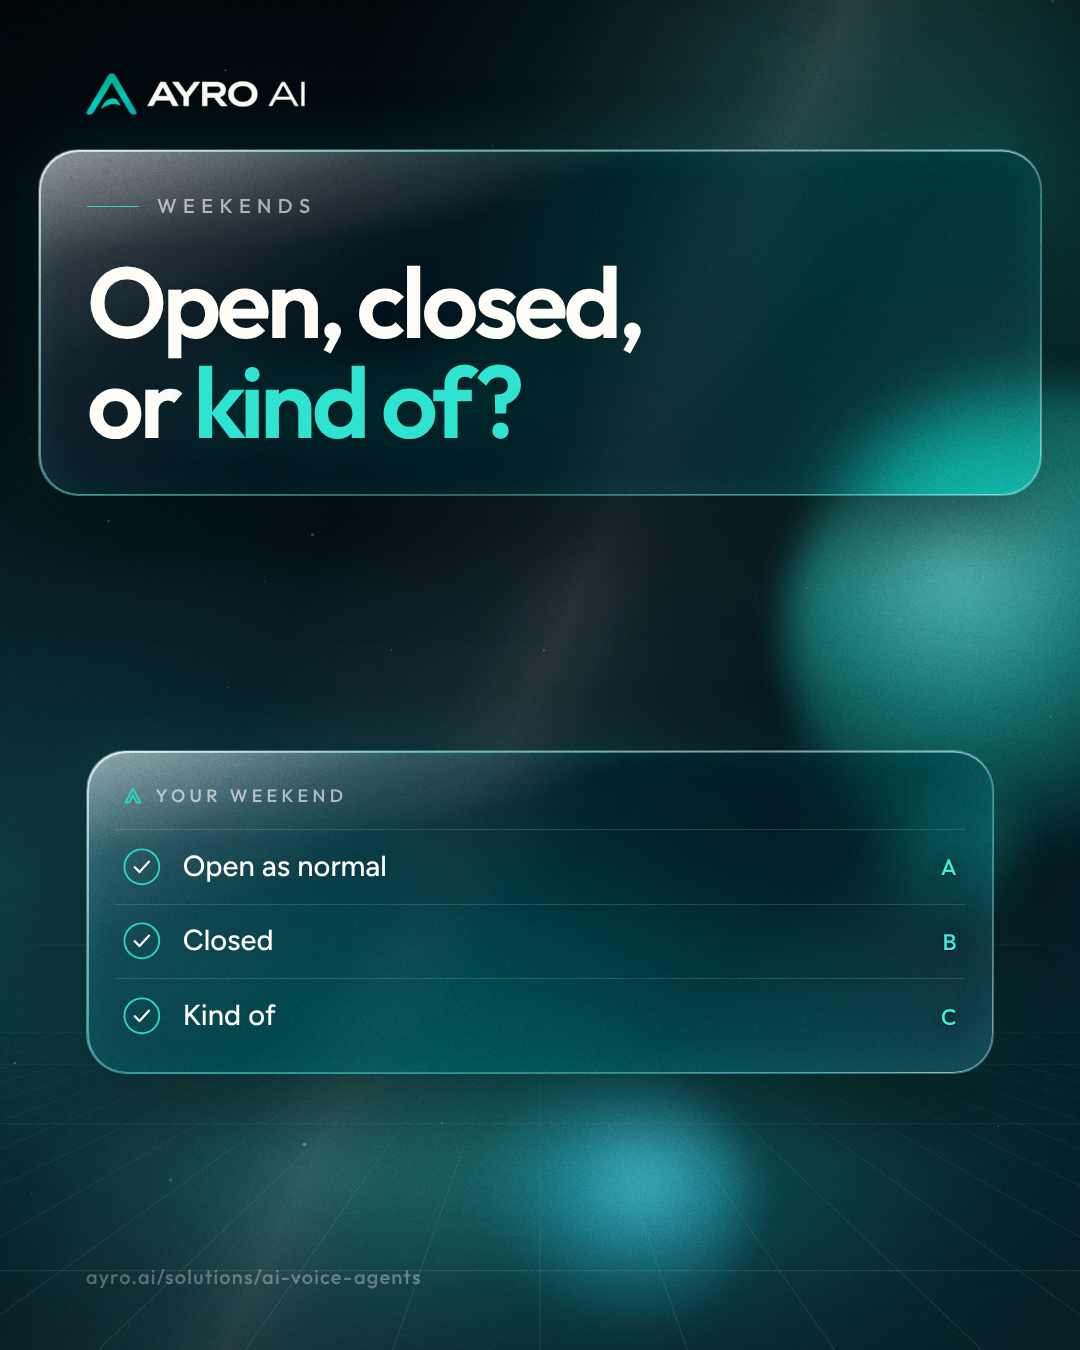 AYRO AI
WEEKENDS
Open, closed,
or kind of?
YOUR WEEKEND
Open as normal A
Closed B
Kind of C
ayro.ai/solutions/ai-voice-agents